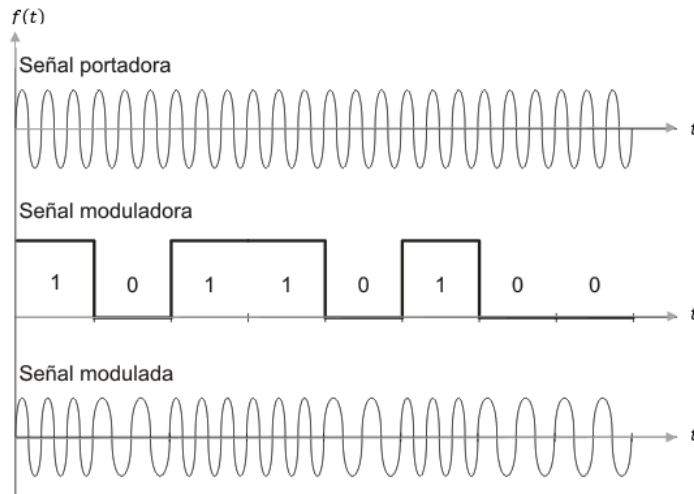 f(t)
Señal portadora
t
Señal moduladora
1 0 1 1 0 1 0 0
t
Señal modulada
t